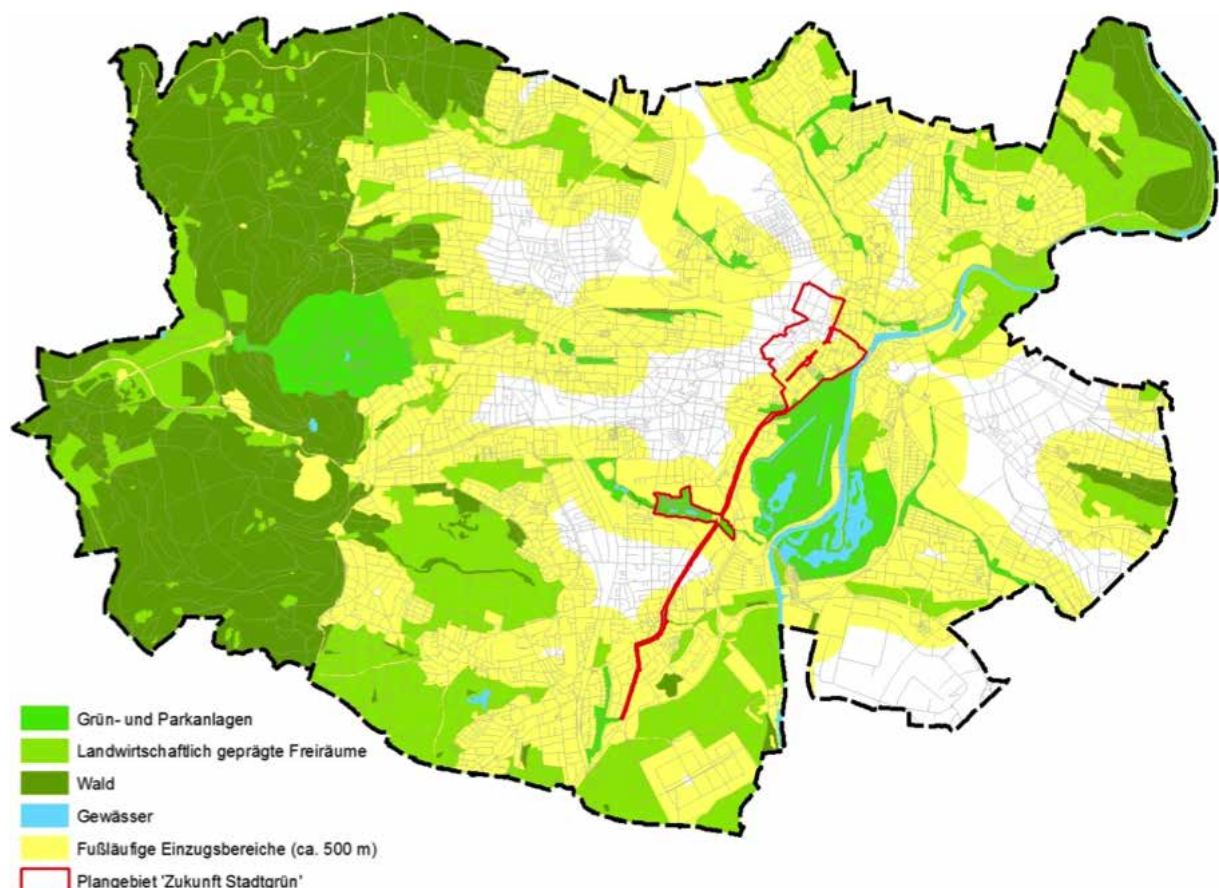 Grün- und Parkanlagen
Landwirtschaftlich geprägte Freiräume
Wald
Gewässer
Fußläufige Einzugsbereiche (ca. 500 m)
Plangebiet 'Zukunft Stadtgrün'